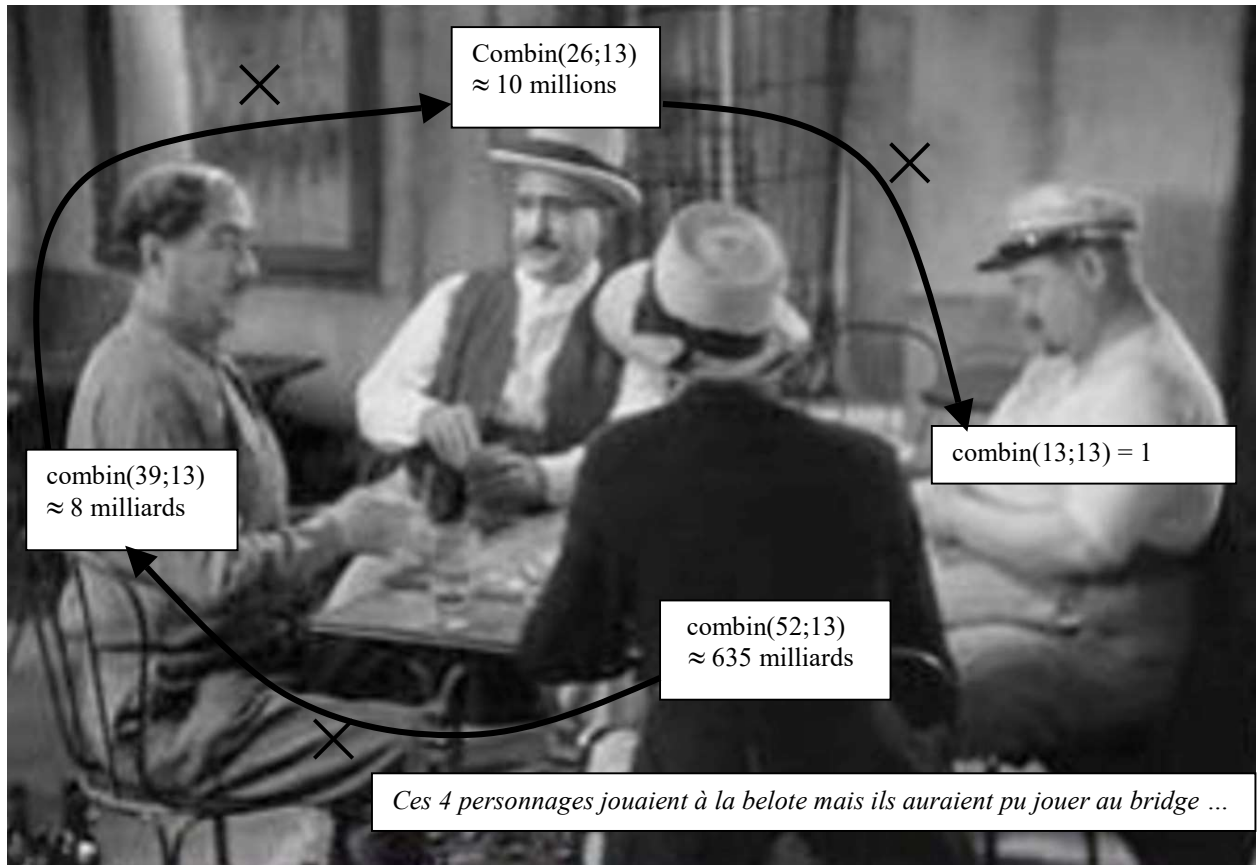 Combin(26;13)
≈ 10 millions
combin(39;13)
≈ 8 milliards
combin(13;13) = 1
combin(52;13)
≈ 635 milliards
Ces 4 personnages jouaient à la belote mais ils auraient pu jouer au bridge …